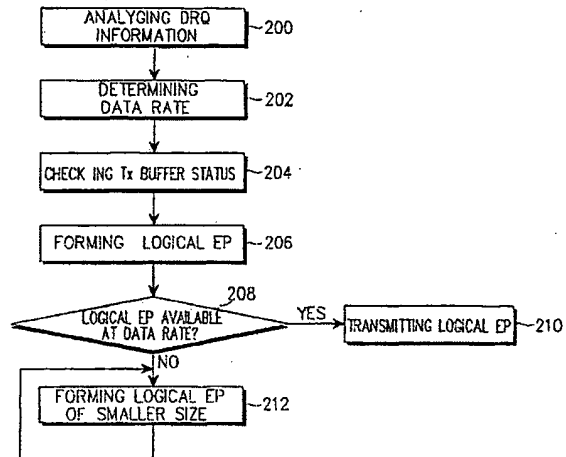 ANALYGING DRQ
INFORMATION
200
DETERMINING
DATA RATE
202
CHECK ING Tx BUFFER STATUS
204
FORMING LOGICAL EP
206
208
LOGICAL EP AVAILABLE
AT DATA RATE?
YES
TRANSMITTING LOGICAL EP
210
NO
FORMING LOGICAL EP
OF SMALLER SIZE
212